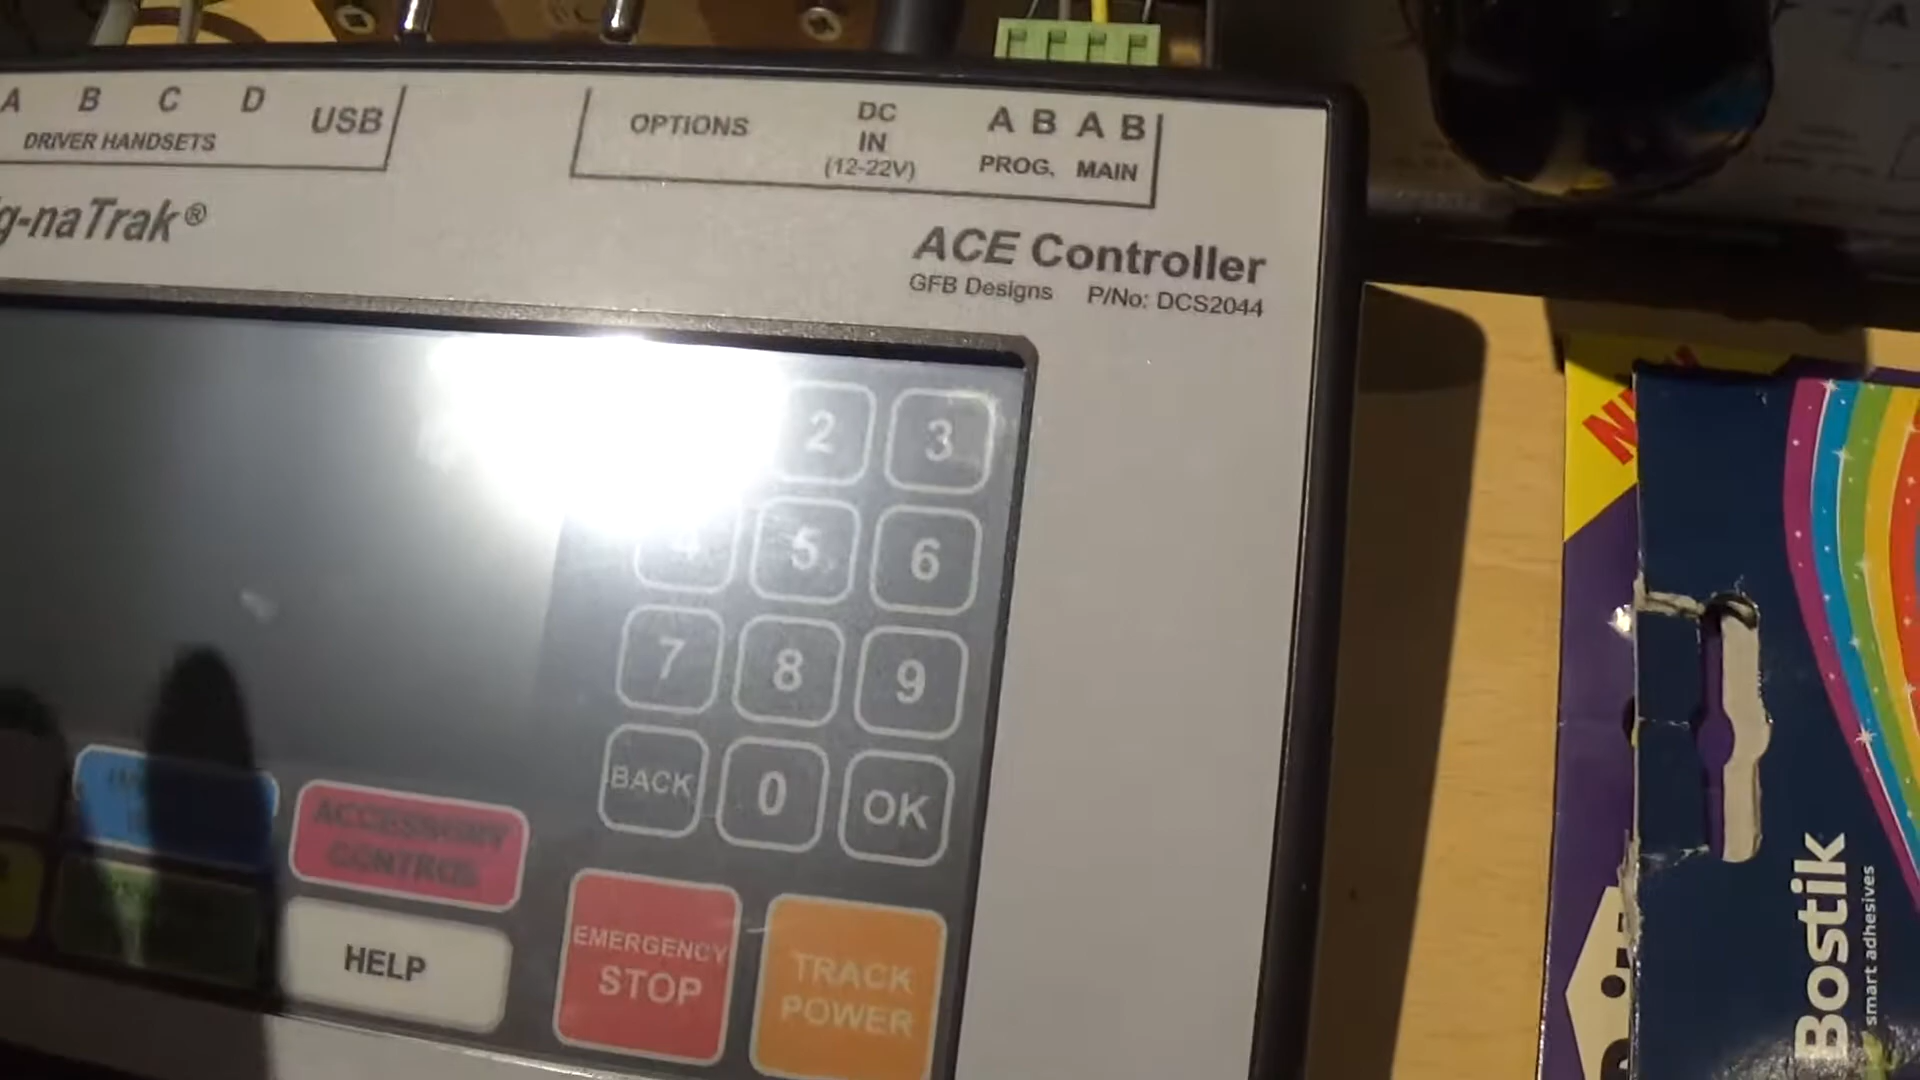 A B C D USB
DRIVER HANDSETS
OPTIONS
DC
IN
(12-22V)
A B A B
PROG. MAIN
g-naTrak®
ACE Controller
GFB Designs P/No: DCS2044
2 3
4 5 6
7 8 9
BACK 0 OK
ACCESSORY
CONTROL
HELP
EMERGENCY
STOP
TRACK
POWER
Bostik
smart adhesives